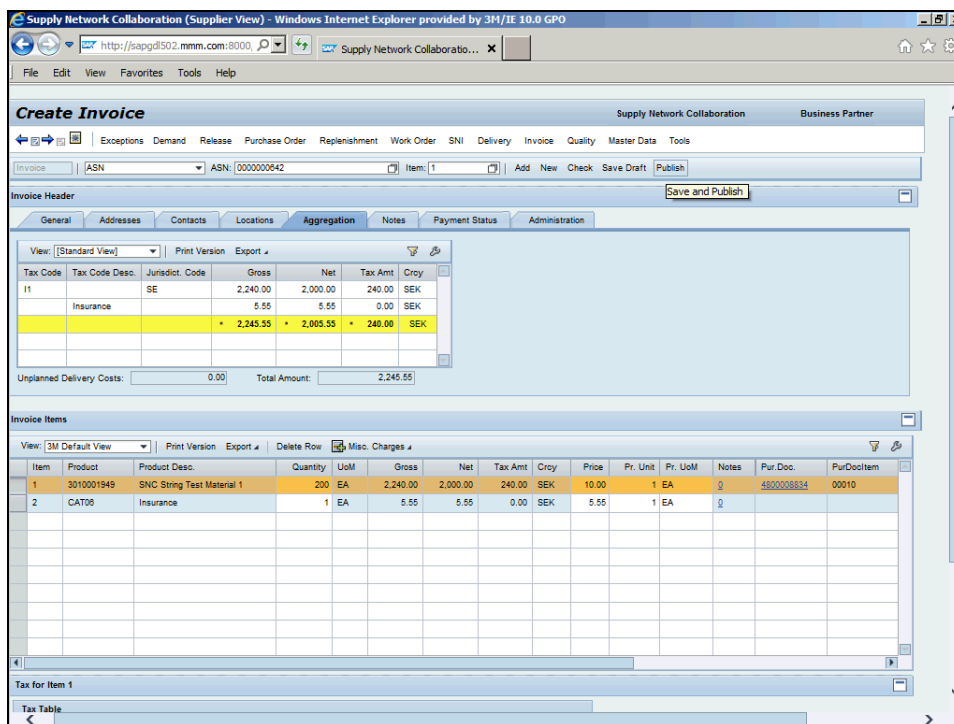 Supply Network Collaboration (Supplier View) - Windows Internet Explorer provided by 3M/IE 10.0 GPO
http://sapgdl502.mmm.com:8000, Supply Network Collaboratio...
File Edit View Favorites Tools Help
Create Invoice Supply Network Collaboration Business Partner
Exceptions Demand Release Purchase Order Replenishment Work Order SNI Delivery Invoice Quality Master Data Tools
Invoice ASN ASN: 0000000642 Item: 1 Add New Check Save Draft Publish
Save and Publish
Invoice Header
General Addresses Contacts Locations Aggregation Notes Payment Status Administration
View: [Standard View] Print Version Export
Tax Code Tax Code Desc. Jurisdict. Code Gross Net Tax Amt Crcy
I1 SE 2,240.00 2,000.00 240.00 SEK
Insurance 5.55 5.55 0.00 SEK
* 2,245.55 * 2,005.55 * 240.00 SEK
Unplanned Delivery Costs: 0.00 Total Amount: 2,245.55
Invoice Items
View: 3M Default View Print Version Export Delete Row Misc. Charges
Item Product Product Desc. Quantity UoM Gross Net Tax Amt Crcy Price Pr. Unit Pr. UoM Notes Pur.Doc. PurDocItem
1 3010001949 SNC String Test Material 1 200 EA 2,240.00 2,000.00 240.00 SEK 10.00 1 EA 0 4800008834 00010
2 CAT06 Insurance 1 EA 5.55 5.55 0.00 SEK 5.55 1 EA 0
Tax for Item 1
Tax Table